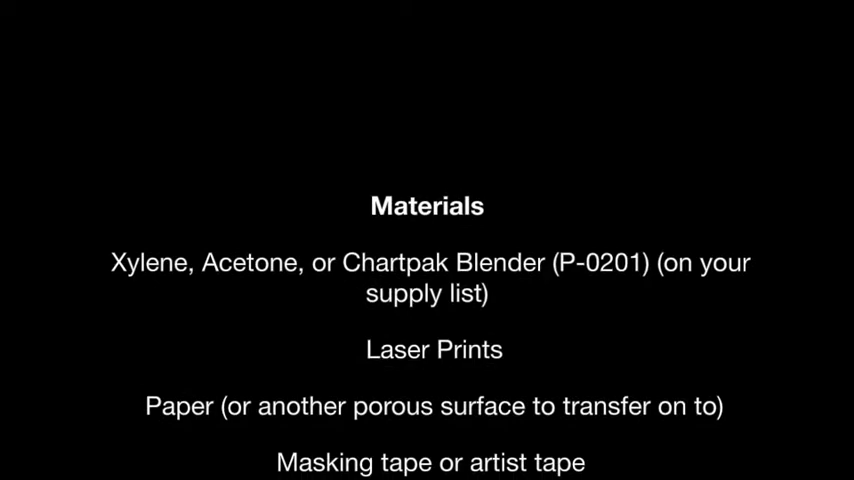 Materials
Xylene, Acetone, or Chartpak Blender (P-0201) (on your
supply list)
Laser Prints
Paper (or another porous surface to transfer on to)
Masking tape or artist tape